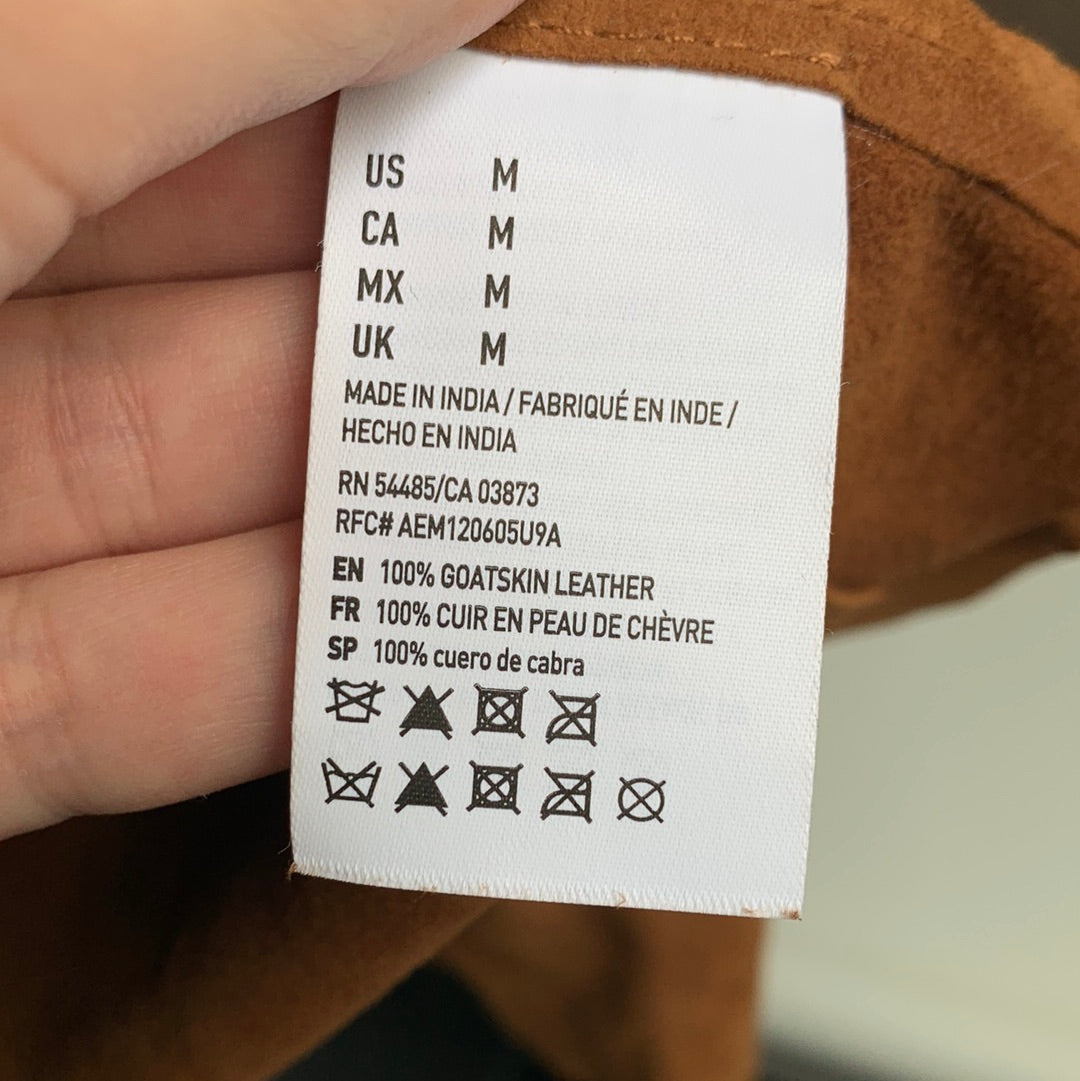 US M
CA M
MX M
UK M
MADE IN INDIA / FABRIQUÉ EN INDE /
HECHO EN INDIA
RN 54485/CA 03873
RFC# AEM120605U9A
EN 100% GOATSKIN LEATHER
FR 100% CUIR EN PEAU DE CHÈVRE
SP 100% cuero de cabra